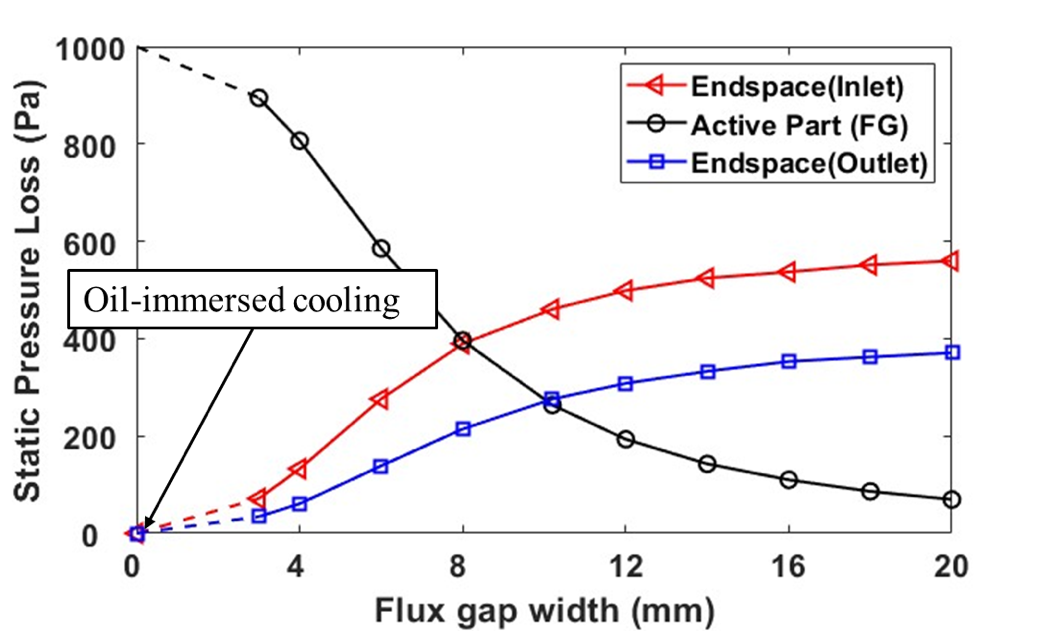 1000
800
600
400
200
0
Static Pressure Loss (Pa)
Endspace(Inlet)
Active Part (FG)
Endspace(Outlet)
Oil-immersed cooling
0 4 8 12 16 20
Flux gap width (mm)